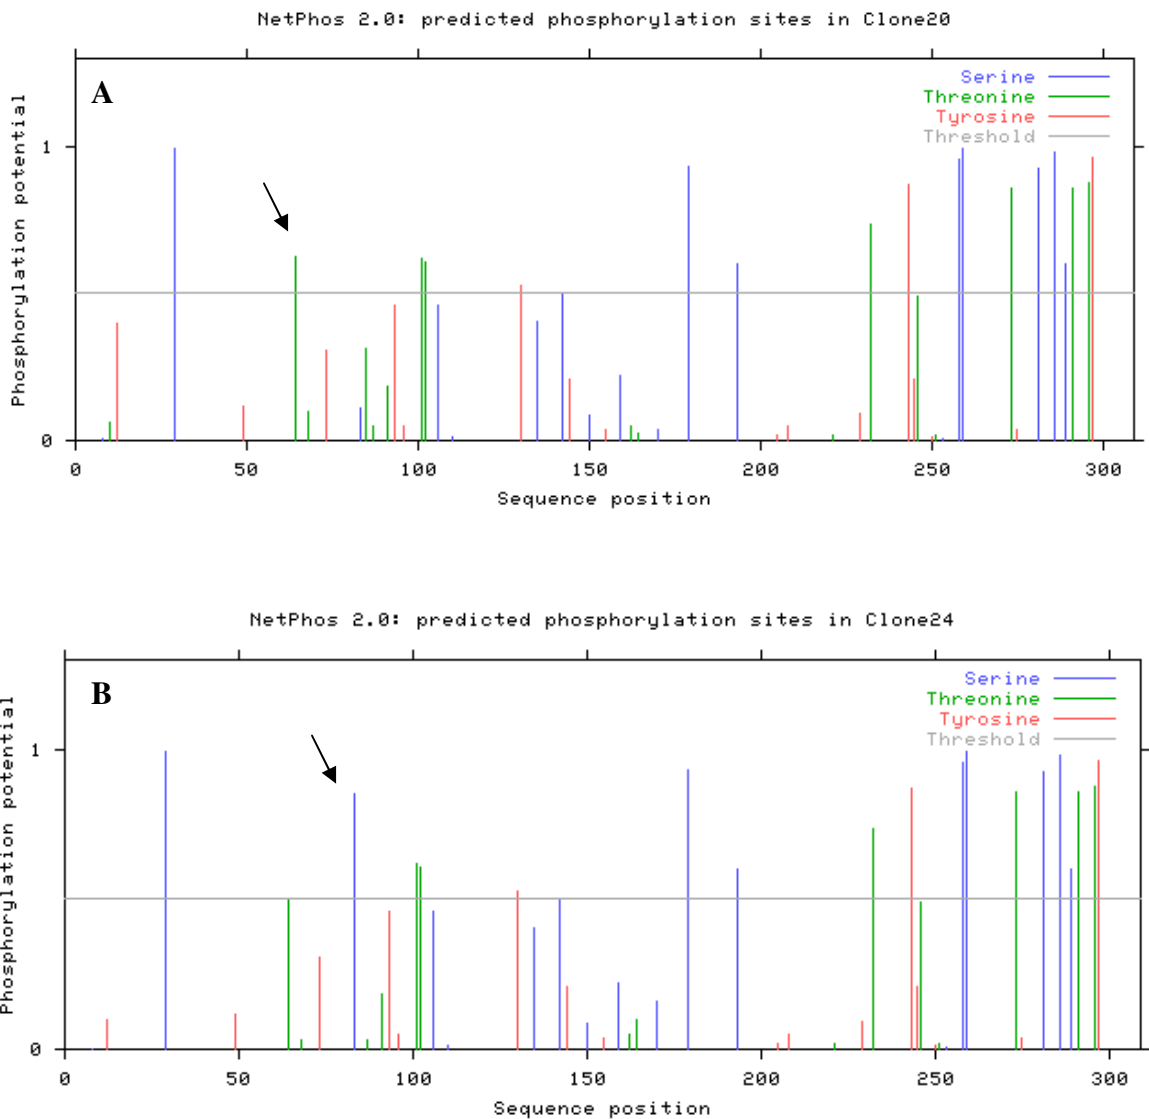 NetPhos 2.0: predicted phosphorylation sites in Clone20
A
Serine
Threonine
Tyrosine
Threshold
Phosphorylation potential
1
0
0 50 100 150 200 250 300
Sequence position
NetPhos 2.0: predicted phosphorylation sites in Clone24
B
Serine
Threonine
Tyrosine
Threshold
Phosphorylation potential
1
0
0 50 100 150 200 250 300
Sequence position